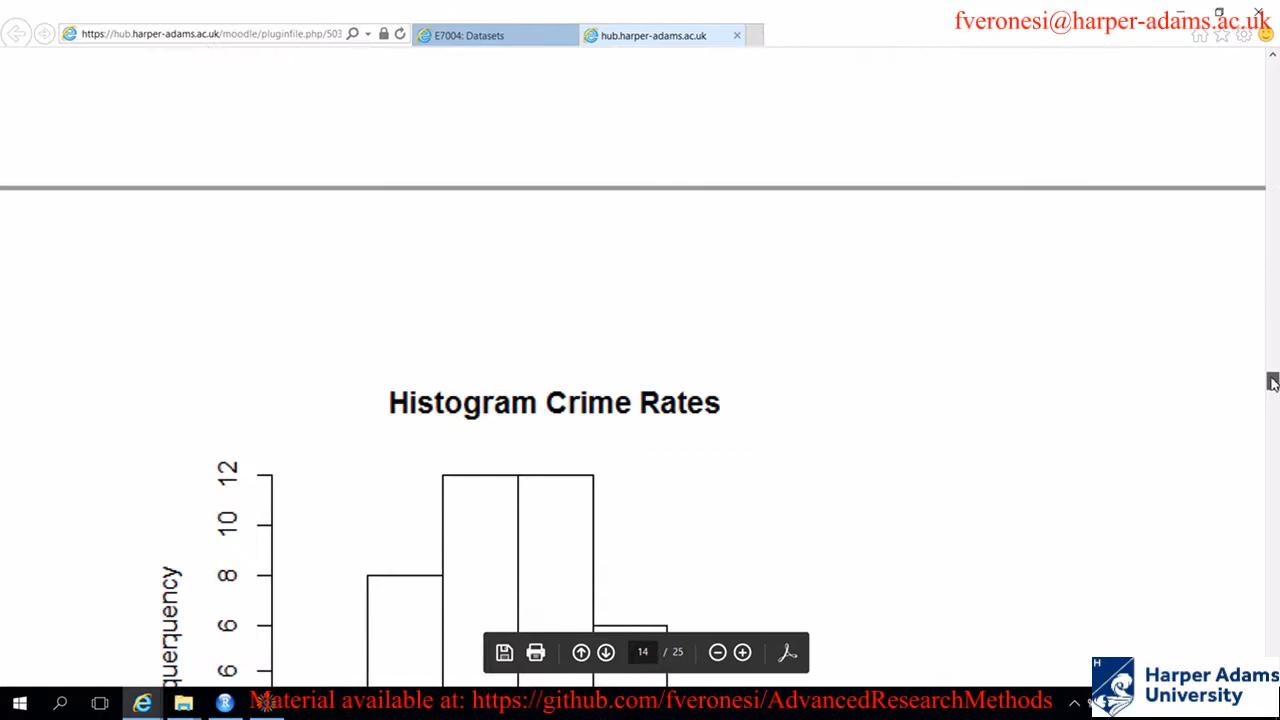 fveronesi@harper-adams.ac.uk
https://hub.harper-adams.ac.uk/moodle/pluginfile.php/503
E7004: Datasets
hub.harper-adams.ac.uk
Histogram Crime Rates
12
10
8
6
6
14 / 25
Material available at: https://github.com/fveronesi/AdvancedResearchMethods
H
Harper Adams
University